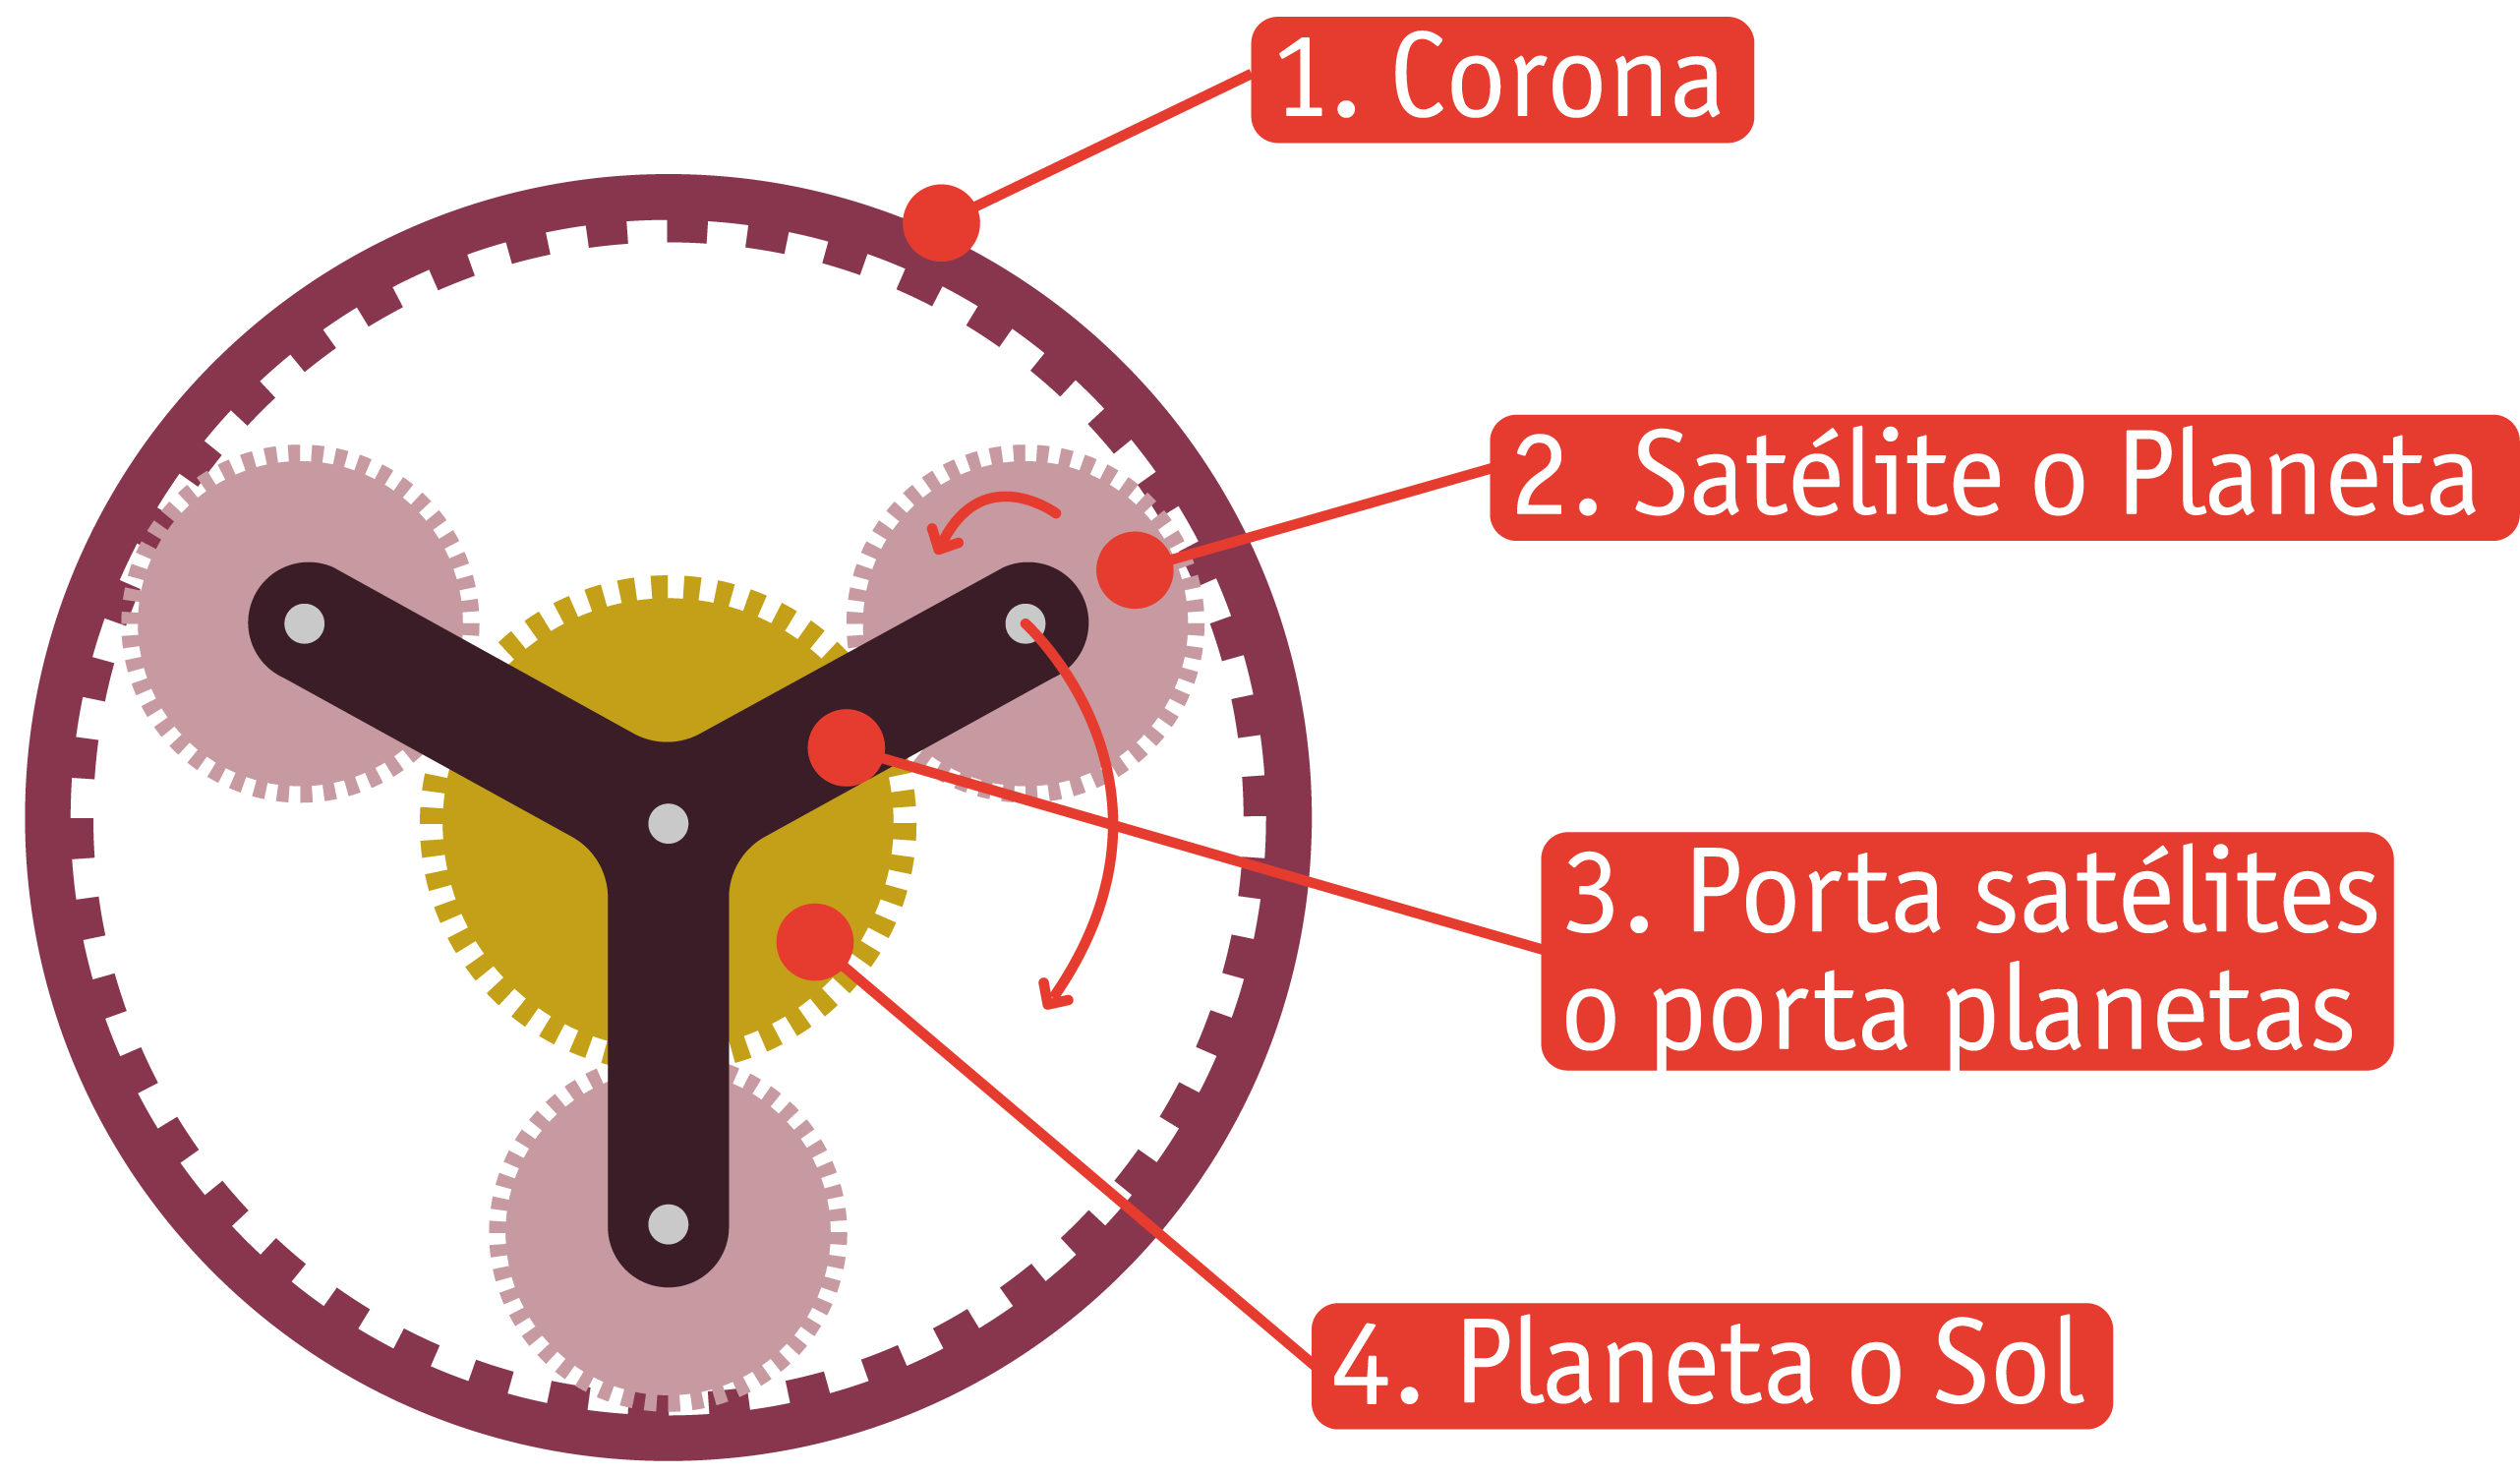 1. Corona
2. Satélite o Planeta
3. Porta satélites
o porta planetas
4. Planeta o Sol